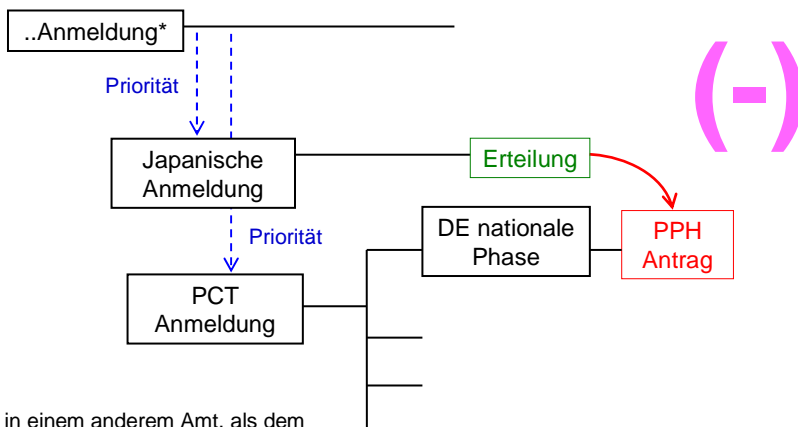 ..Anmeldung*
(-)
Priorität
Japanische
Anmeldung
Erteilung
Priorität
DE nationale
Phase
PPH
Antrag
PCT
Anmeldung
in einem anderem Amt, als dem